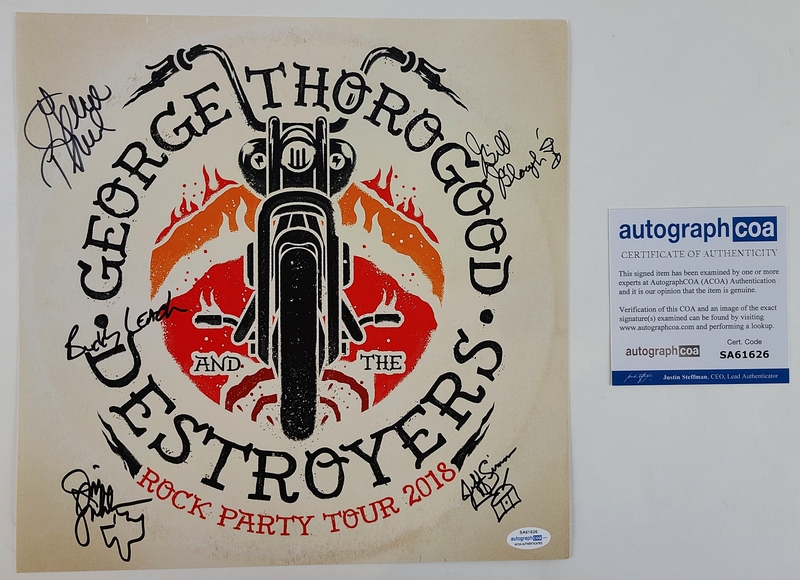 GEORGE THOROGOOD
AND THE
DESTROYERS
ROCK PARTY TOUR 2018
Buddy Leach
SA61626
autographcoa
autographcoa
CERTIFICATE OF AUTHENTICITY
This signed item has been examined by one or more
experts at AutographCOA (ACOA) Authentication
and it is our opinion that the item is genuine.
Verification of this COA and an image of the exact
signature(s) examined can be found by visiting
www.autographcoa.com and performing a lookup.
autographcoa
Cert. Code
SA61626
Justin Steffman, CEO, Lead Authenticator